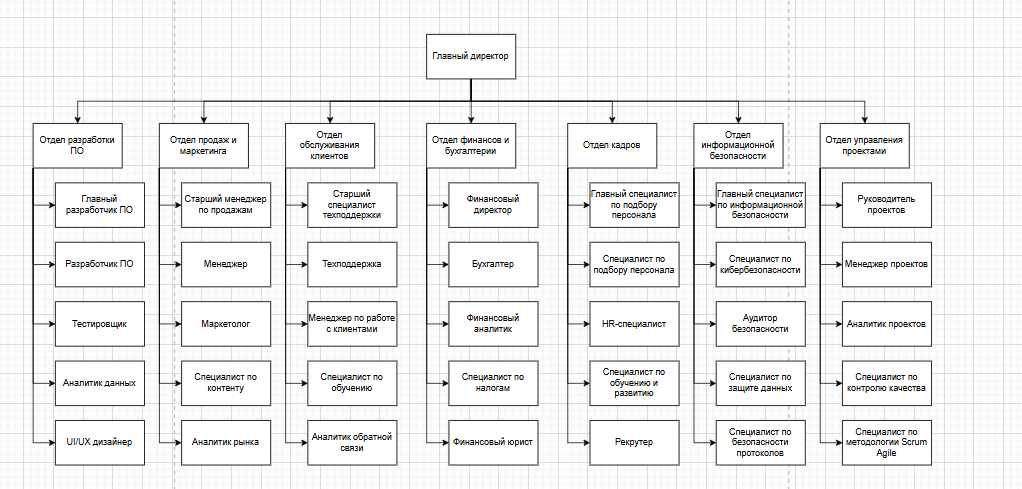 Главный директор
Отдел разработки
ПО
Отдел продаж и
маркетинга
Отдел
обслуживания
клиентов
Отдел финансов и
бухгалтерии
Отдел кадров
Отдел
информационной
безопасности
Отдел управления
проектами
Главный
разработчик ПО
Старший менеджер
по продажам
Старший
специалист
техподдержки
Финансовый
директор
Главный специалист
по подбору
персонала
Главный специалист
по информационной
безопасности
Руководитель
проектов
Разработчик ПО
Менеджер
Техподдержка
Бухгалтер
Специалист по
подбору персонала
Специалист по
кибербезопасности
Менеджер проектов
Тестировщик
Маркетолог
Менеджер по работе
с клиентами
Финансовый
аналитик
HR-специалист
Аудитор
безопасности
Аналитик проектов
Аналитик данных
Специалист по
контенту
Специалист по
обучению
Специалист по
налогам
Специалист по
обучению и
развитию
Специалист по
защите данных
Специалист по
контролю качества
UI/UX дизайнер
Аналитик рынка
Аналитик обратной
связи
Финансовый юрист
Рекрутер
Специалист по
безопасности
протоколов
Специалист по
методологии Scrum
Agile